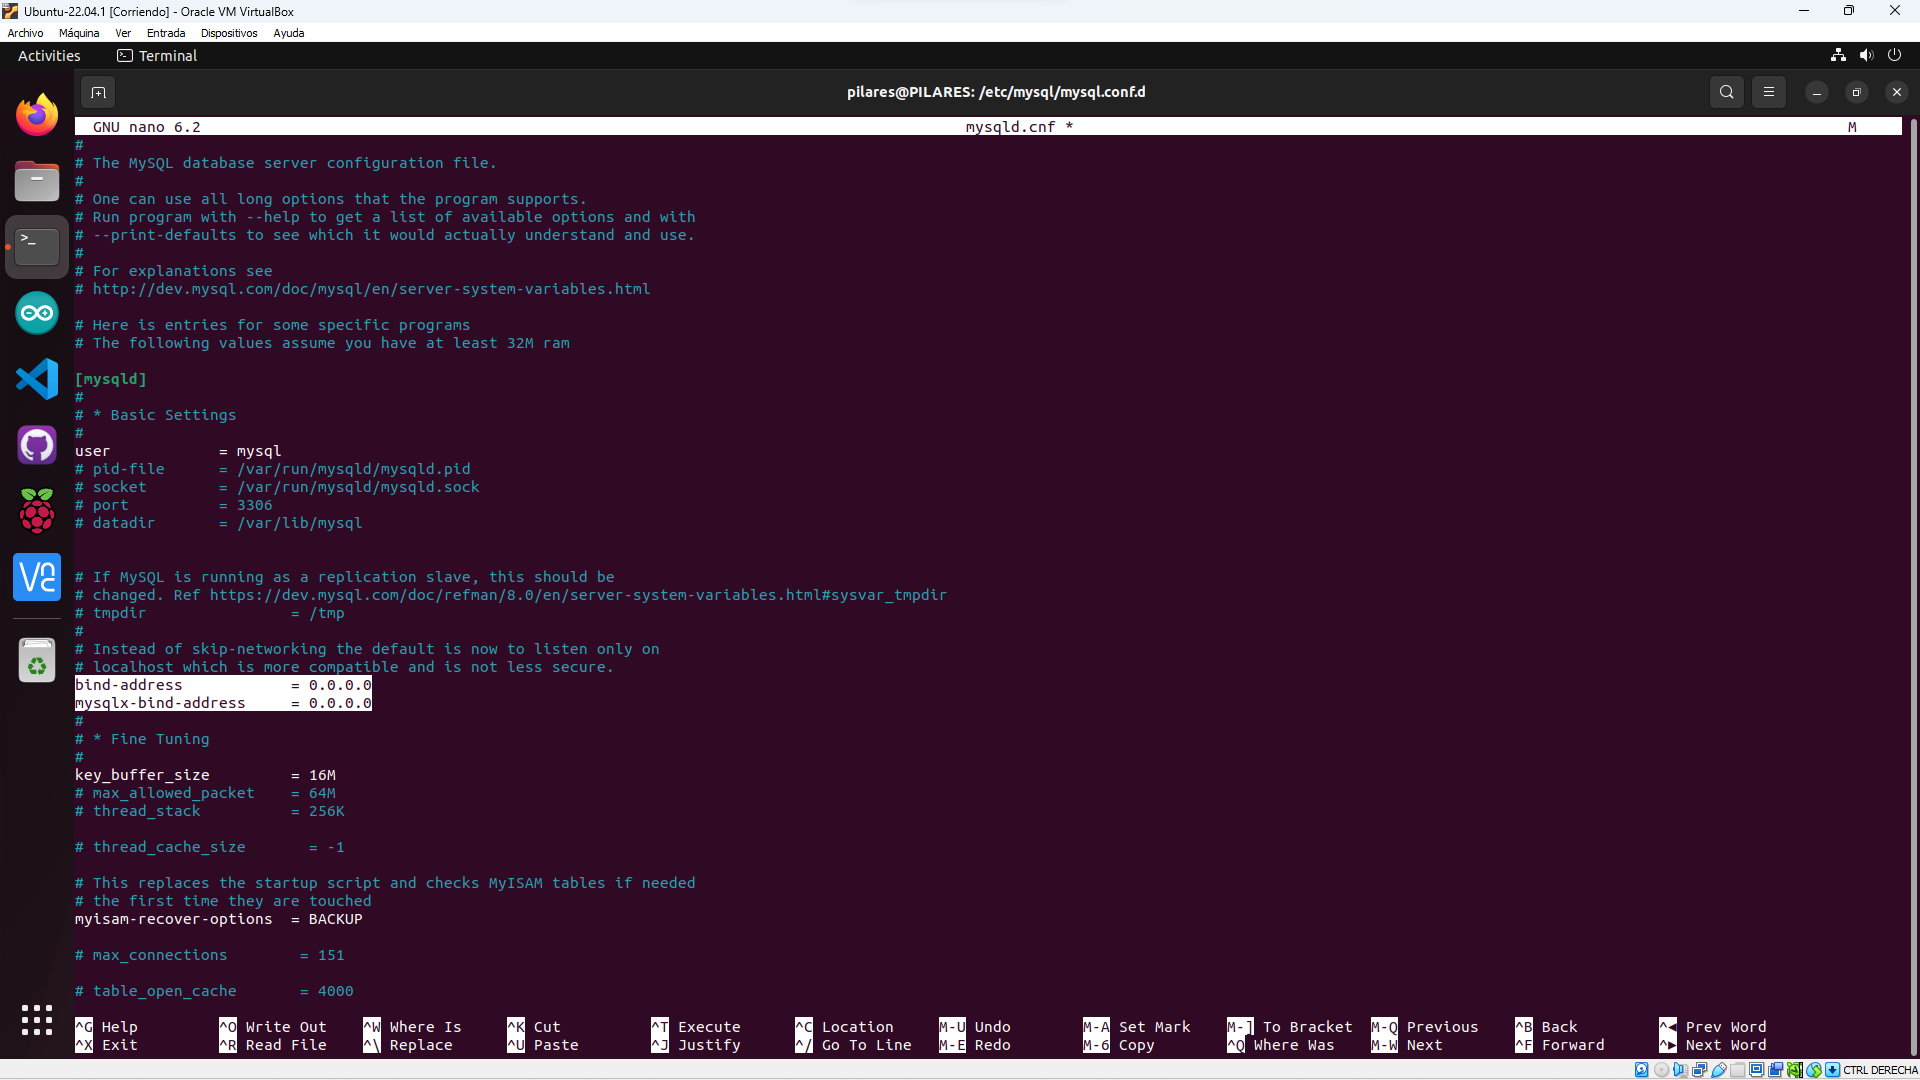 Ubuntu-22.04.1 [Corriendo] - Oracle VM VirtualBox
Archivo Máquina Ver Entrada Dispositivos Ayuda
Activities Terminal
pilares@PILARES: /etc/mysql/mysql.conf.d
GNU nano 6.2 mysqld.cnf * M
#
# The MySQL database server configuration file.
#
# One can use all long options that the program supports.
# Run program with --help to get a list of available options and with
# --print-defaults to see which it would actually understand and use.
#
# For explanations see
# http://dev.mysql.com/doc/mysql/en/server-system-variables.html
# Here is entries for some specific programs
# The following values assume you have at least 32M ram
[mysqld]
#
# * Basic Settings
#
user = mysql
# pid-file = /var/run/mysqld/mysqld.pid
# socket = /var/run/mysqld/mysqld.sock
# port = 3306
# datadir = /var/lib/mysql
# If MySQL is running as a replication slave, this should be
# changed. Ref https://dev.mysql.com/doc/refman/8.0/en/server-system-variables.html#sysvar_tmpdir
# tmpdir = /tmp
#
# Instead of skip-networking the default is now to listen only on
# localhost which is more compatible and is not less secure.
bind-address = 0.0.0.0
mysqlx-bind-address = 0.0.0.0
#
# * Fine Tuning
#
key_buffer_size = 16M
# max_allowed_packet = 64M
# thread_stack = 256K
# thread_cache_size = -1
# This replaces the startup script and checks MyISAM tables if needed
# the first time they are touched
myisam-recover-options = BACKUP
# max_connections = 151
# table_open_cache = 4000
^G Help ^O Write Out ^W Where Is ^K Cut ^T Execute ^C Location M-U Undo M-A Set Mark M-] To Bracket M-Q Previous ^B Back ^◂ Prev Word
^X Exit ^R Read File ^\ Replace ^U Paste ^J Justify ^/ Go To Line M-E Redo M-6 Copy ^Q Where Was M-W Next ^F Forward ^▸ Next Word
CTRL DERECHA